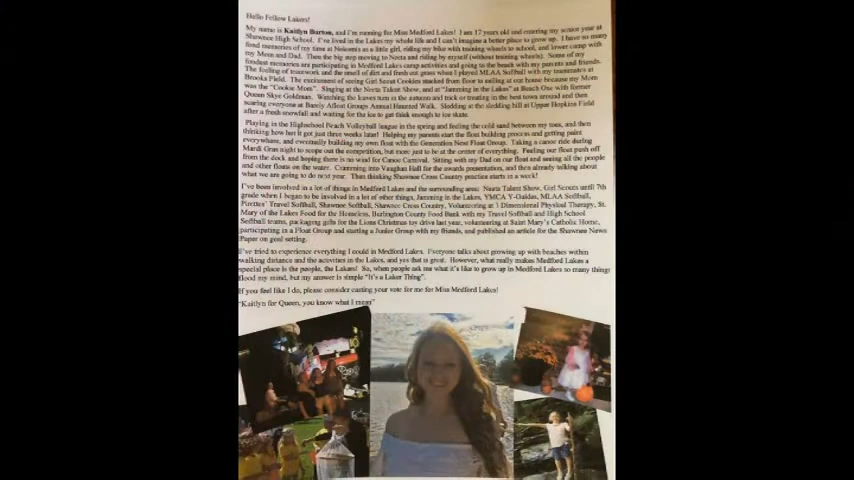 Hello Fellow Lakers!
My name is Kaitlyn Burton, and I'm running for Miss Medford Lakes! I am 17 years old and entering my senior year at
Shawnee High School. I've lived in the Lakes my whole life and I can't imagine a better place to grow up. I have so many
fond memories of my time at Nokomis as a little girl, riding my bike with training wheels to school, and lower camp with
my Mom and Dad. Then the big step moving to Neeta and riding by myself (without training wheels). Some of my
fondest memories are participating in Medford Lakes camp activities and going to the beach with my parents and friends.
The feeling of teamwork and the smell of dirt and fresh cut grass when I played MLAA Softball with my teammates at
Brooks Field. The excitement of seeing Girl Scout Cookies stacked from floor to ceiling at our home because my Mom
was the "Cookie Mom". Singing at the Neeta Talent Show, and at "Jamming in the Lakes" at Beach One with former
Queen Skye Goldman. Watching the leaves turn in the autumn and trick or treating in the best town around and then
scaring everyone at Barely Afloat Groups Annual Haunted Walk. Sledding at the sledding hill at Upper Hopkins Field
after a fresh snowfall and waiting for the ice to get thick enough to ice skate.
Playing in the Highschool Beach Volleyball league in the spring and feeling the cold sand between my toes, and then
thinking how hot it got just three weeks later! Helping my parents start the float building process and getting paint
everywhere, and eventually building my own float with the Generation Next Float Group. Taking a canoe ride during
Mardi Gras night to scope out the competition, but more just to be at the center of everything. Feeling our float push off
from the dock and hoping there is no wind for Canoe Carnival. Sitting with my Dad on our float and seeing all the people
and other floats on the water. Cramming into Vaughan Hall for the awards presentation, and then already talking about
what we are going to do next year. Then thinking Shawnee Cross Country practice starts in a week!
I've been involved in a lot of things in Medford Lakes and the surrounding area: Neeta Talent Show, Girl Scouts until 7th
grade when I began to be involved in a lot of other things, Jamming in the Lakes, YMCA Y-Guides, MLAA Softball,
Pirettes' Travel Softball, Shawnee Softball, Shawnee Cross Country, Volunteering at 3 Dimensional Physical Therapy, St.
Mary of the Lakes Food for the Homeless, Burlington County Food Bank with my Travel Softball and High School
Softball teams, packaging gifts for the Lions Christmas toy drive last year, volunteering at Saint Mary's Catholic Home,
participating in a Float Group and starting a Junior Group with my friends, and published an article for the Shawnee News
Paper on goal setting.
I've tried to experience everything I could in Medford Lakes. Everyone talks about growing up with beaches within
walking distance and the activities in the Lakes, and yes that is great. However, what really makes Medford Lakes a
special place is the people, the Lakers! So, when people ask me what it's like to grow up in Medford Lakes so many things
flood my mind, but my answer is simple "It's a Laker Thing".
If you feel like I do, please consider casting your vote for me for Miss Medford Lakes!
"Kaitlyn for Queen, you know what I mean"